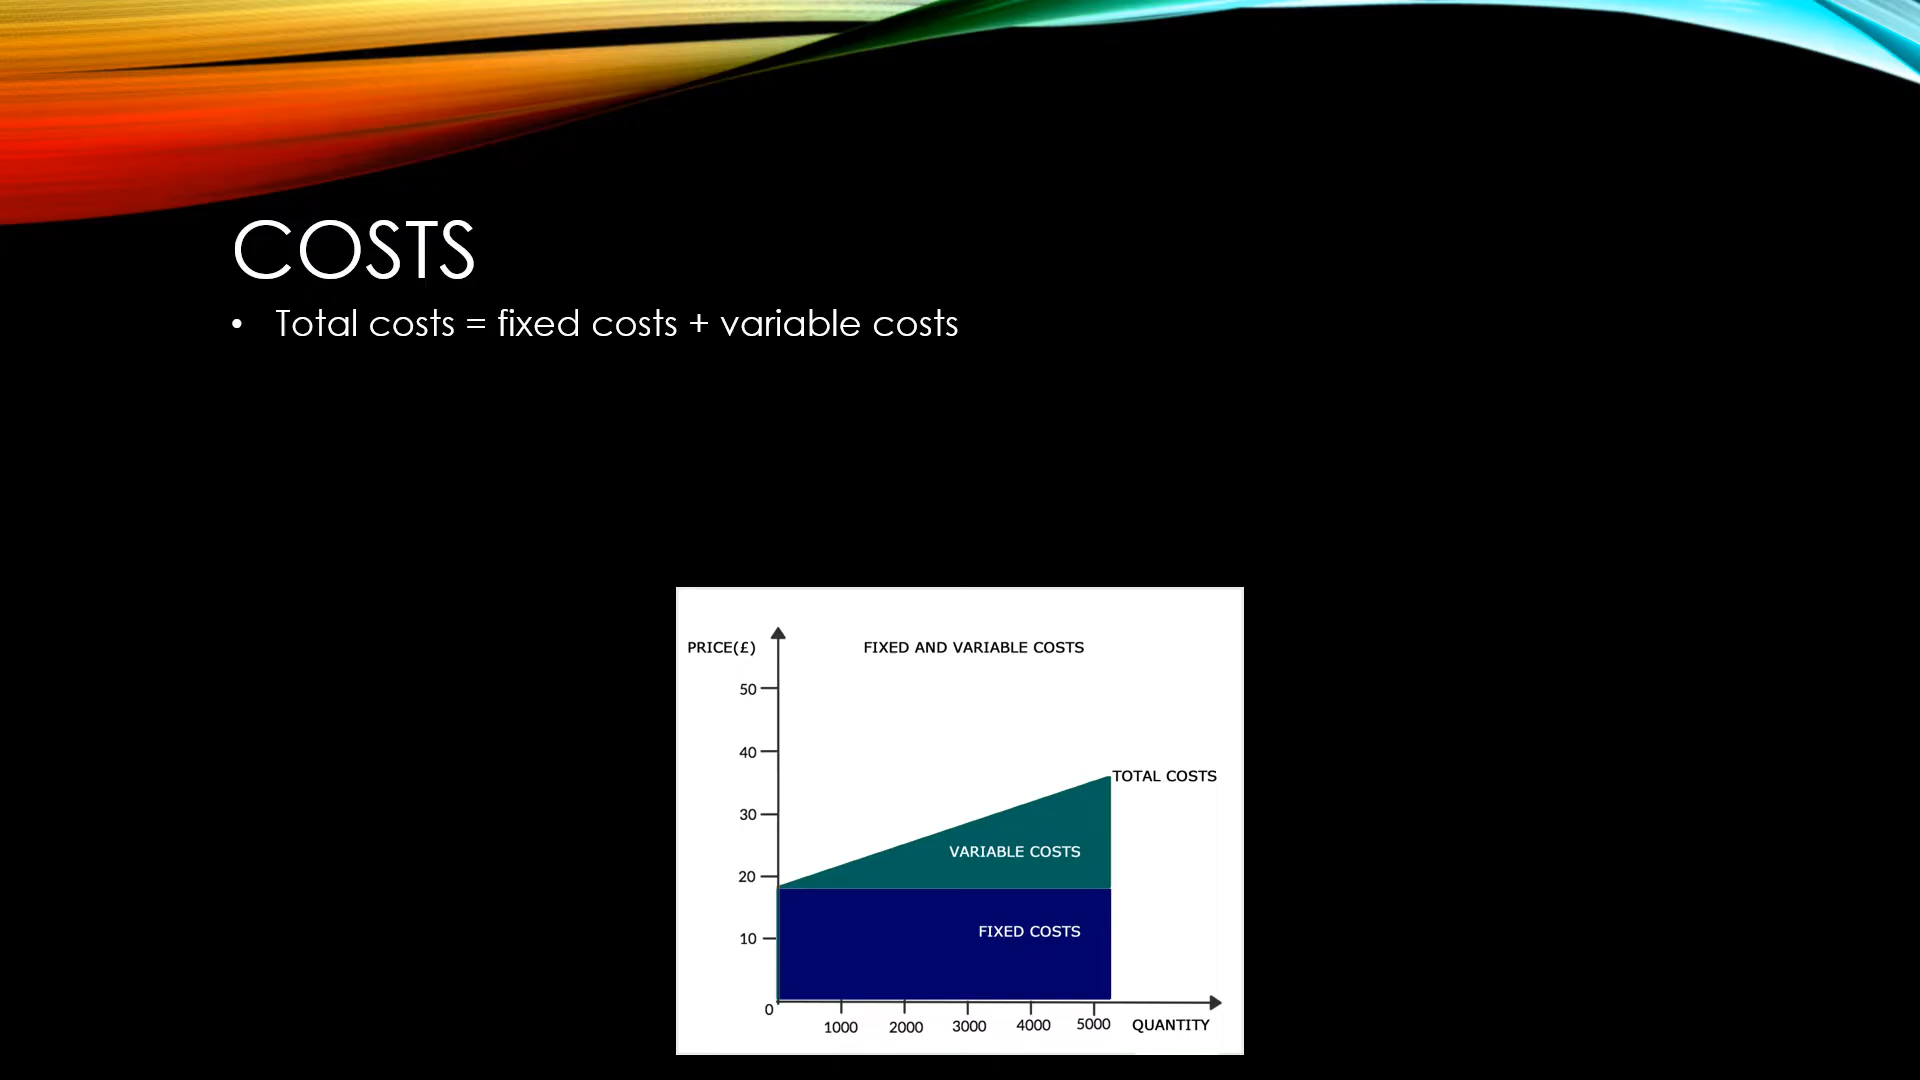 COSTS
• Total costs = fixed costs + variable costs
PRICE(£)
FIXED AND VARIABLE COSTS
50
40
TOTAL COSTS
30
VARIABLE COSTS
20
FIXED COSTS
10
0
1000 2000 3000 4000 5000 QUANTITY